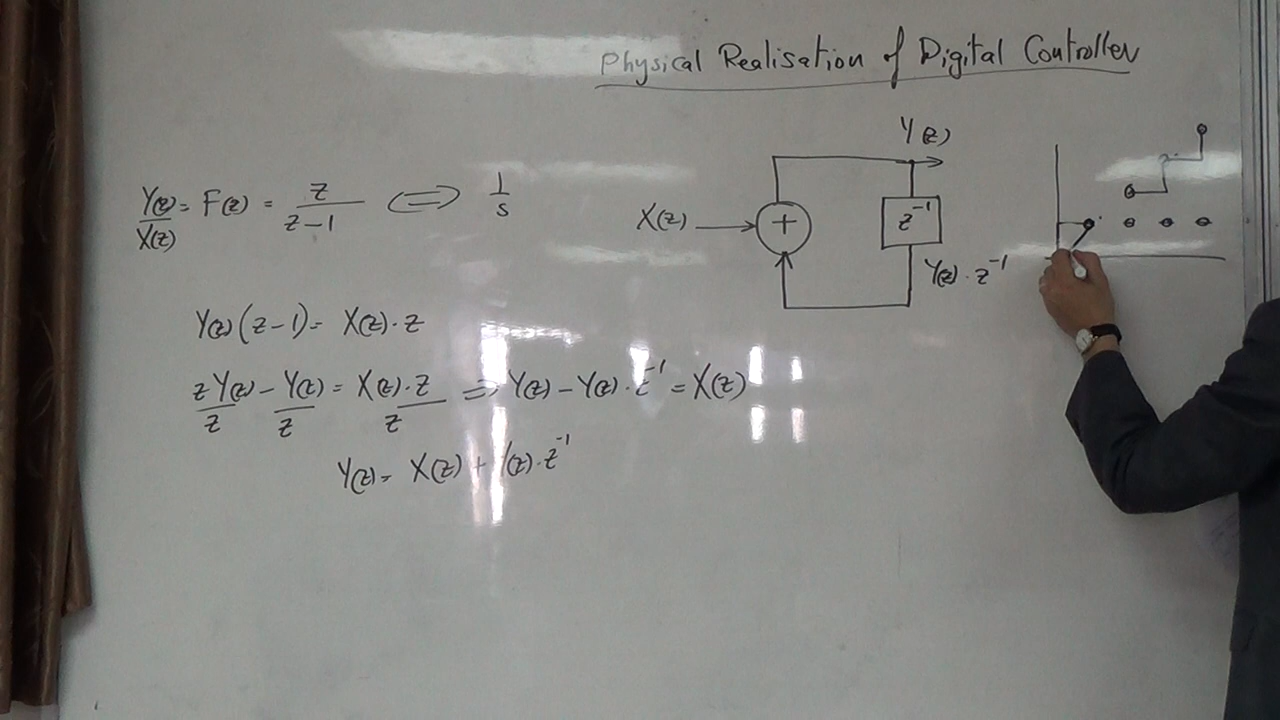 Physical Realisation of Digital Controller
Y(z)/X(z) = F(z) = z/(z-1) ⇔ 1/s
Y(z)(z-1) = X(z)·z
zY(z)/z - Y(z)/z = X(z)·z/z ⇒ Y(z) - Y(z)·z⁻¹ = X(z)
Y(z) = X(z) + Y(z)·z⁻¹
Y(z)
X(z)
+
z⁻¹
Y(z)·z⁻¹